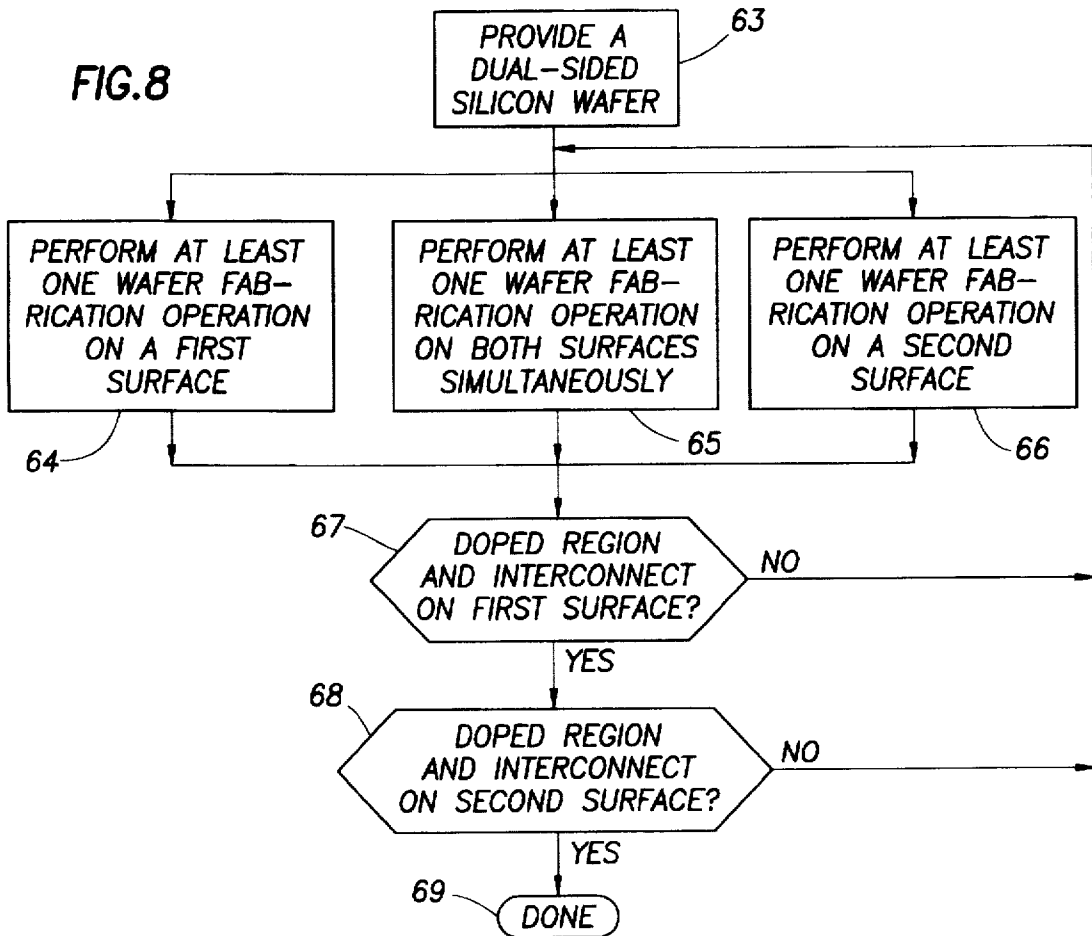 FIG.8
PROVIDE A
DUAL-SIDED
SILICON WAFER
63
PERFORM AT LEAST
ONE WAFER FAB-
RICATION OPERATION
ON A FIRST
SURFACE
64
PERFORM AT LEAST
ONE WAFER FAB-
RICATION OPERATION
ON BOTH SURFACES
SIMULTANEOUSLY
65
PERFORM AT LEAST
ONE WAFER FAB-
RICATION OPERATION
ON A SECOND
SURFACE
66
67
DOPED REGION
AND INTERCONNECT
ON FIRST SURFACE?
NO
YES
68
DOPED REGION
AND INTERCONNECT
ON SECOND SURFACE?
NO
YES
69
DONE